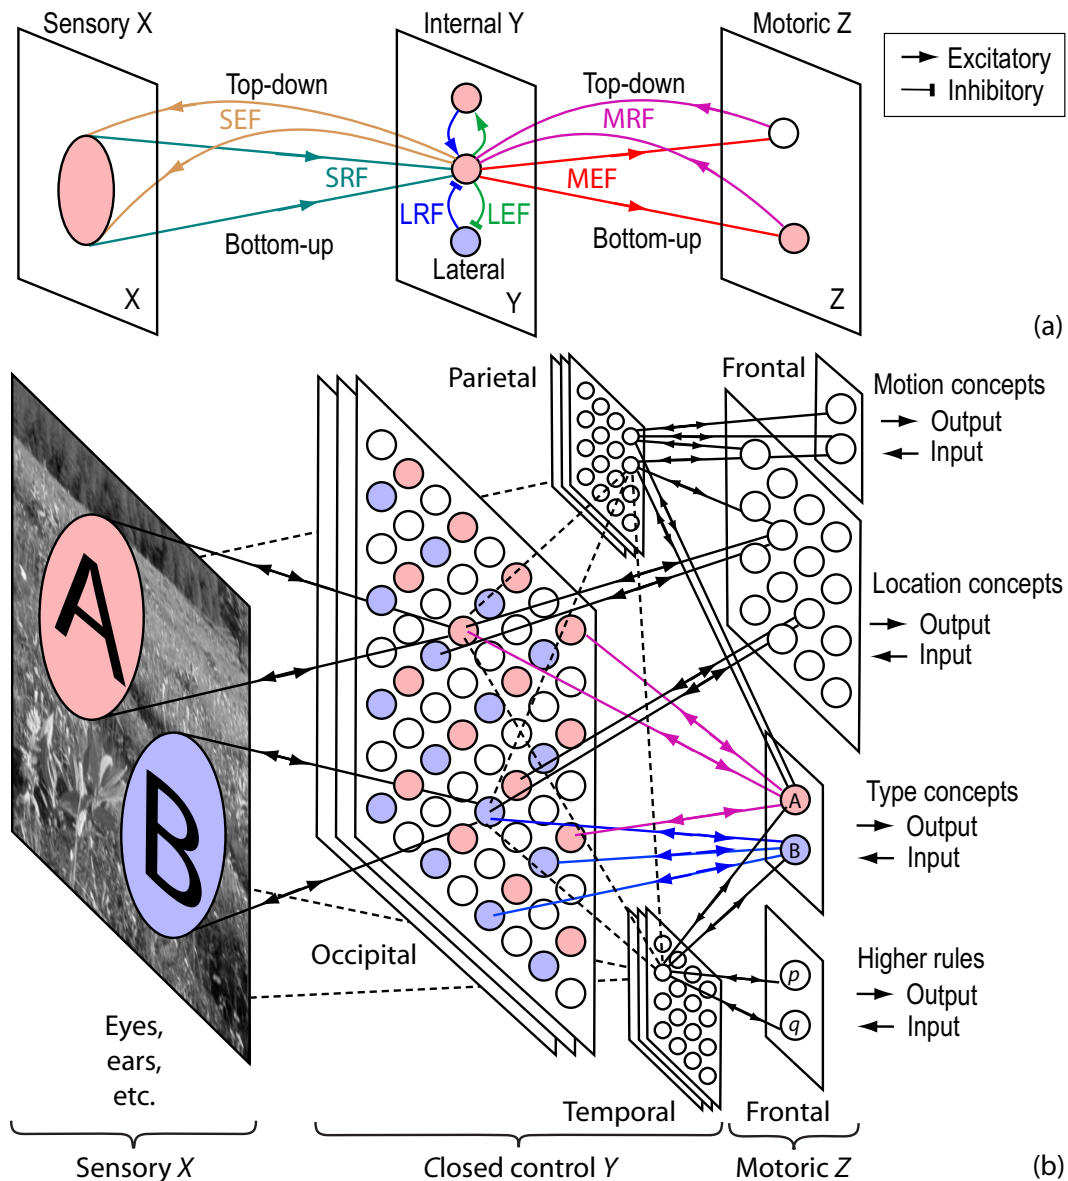 Sensory X
Internal Y
Motoric Z
Excitatory
Inhibitory
Top-down
SEF
SRF
Bottom-up
X
LRF
LEF
Lateral
Y
Top-down
MRF
MEF
Bottom-up
Z
(a)
Parietal
Frontal
Motion concepts
Output
Input
A
B
Location concepts
Output
Input
Type concepts
A
B
Output
Input
Occipital
Higher rules
p
q
Output
Input
Eyes,
ears,
etc.
Temporal
Frontal
Sensory X
Closed control Y
Motoric Z
(b)